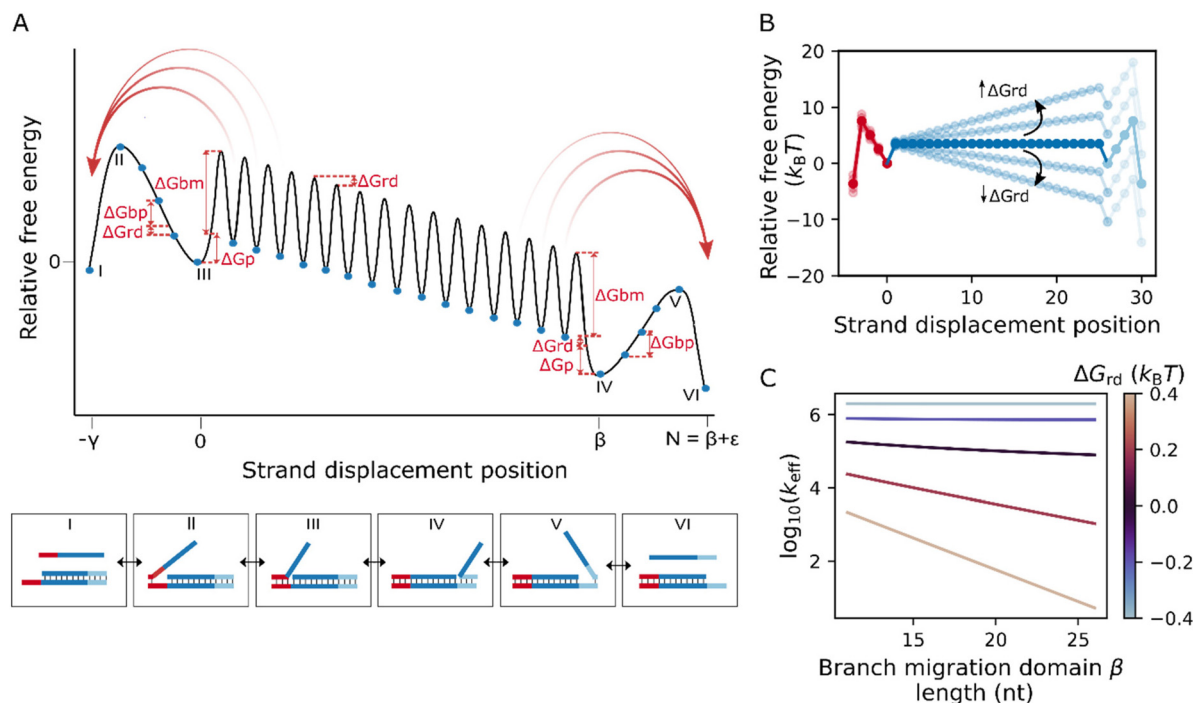 A
Relative free energy
0
I
II
III
IV
V
VI
ΔGbm
ΔGbp
ΔGrd
ΔGp
ΔGrd
ΔGbm
ΔGrd
ΔGp
ΔGbp
-γ
0
β
N = β+ε
Strand displacement position
I
II
III
IV
V
VI
B
Relative free energy
(kBT)
20
10
0
−10
−20
↑ΔGrd
↓ΔGrd
0
10
20
30
Strand displacement position
C
ΔGrd (kBT)
log10(keff)
6
4
2
15
20
25
0.4
0.2
0.0
−0.2
−0.4
Branch migration domain β
length (nt)